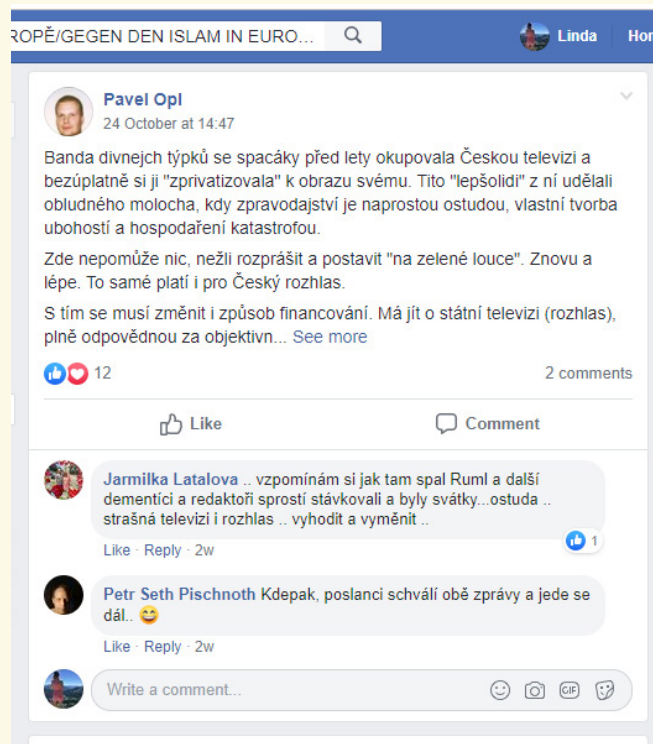 ROPĚ/GEGEN DEN ISLAM IN EURO...
Linda
Hor
Pavel Opl
24 October at 14:47
Banda divnejch týpků se spacáky před lety okupovala Českou televizi a
bezúplatně si ji "zprivatizovala" k obrazu svému. Tito "lepšolidi" z ní udělali
obludného molocha, kdy zpravodajství je naprostou ostudou, vlastní tvorba
ubohostí a hospodaření katastrofou.
Zde nepomůže nic, nežli rozprášit a postavit "na zelené louce". Znovu a
lépe. To samé platí i pro Český rozhlas.
S tím se musí změnit i způsob financování. Má jít o státní televizi (rozhlas),
plně odpovědnou za objektivn... See more
12
2 comments
Like
Comment
Jarmilka Latalova .. vzpomínám si jak tam spal Ruml a další
dementíci a redaktoři sprostí stávkovali a byly svátky...ostuda ..
strašná televizi i rozhlas .. vyhodit a vyměnit ..
1
Like · Reply · 2w
Petr Seth Pischnoth Kdepak, poslanci schválí obě zprávy a jede se
dál.. 😄
Like · Reply · 2w
Write a comment...
GIF